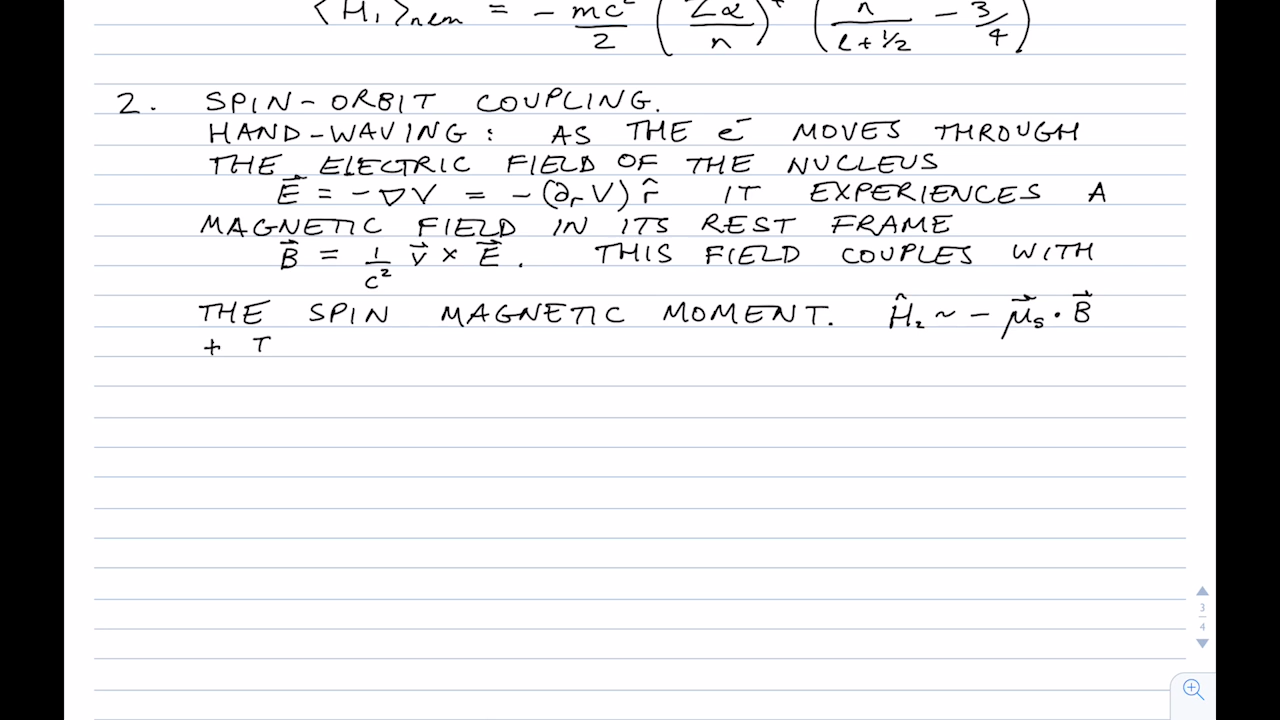 ⟨H₁⟩nlm = - mc²/2 (Zα/n)⁴ (n/(l+1/2) - 3/4)
2. SPIN-ORBIT COUPLING.
HAND-WAVING: AS THE e⁻ MOVES THROUGH
THE ELECTRIC FIELD OF THE NUCLEUS
E⃗ = -∇V = -(∂ᵣV) r̂ IT EXPERIENCES A
MAGNETIC FIELD IN ITS REST FRAME
B⃗ = 1/c² v⃗ × E⃗. THIS FIELD COUPLES WITH
THE SPIN MAGNETIC MOMENT. Ĥ₂ ~ - μ⃗ₛ · B⃗
+ T
3
4